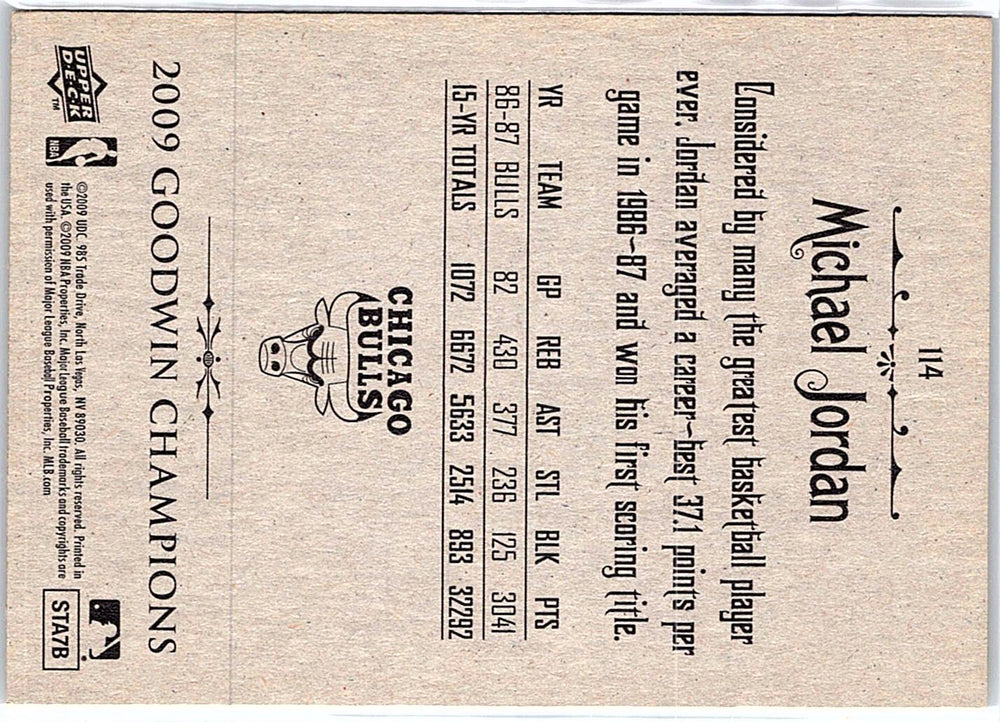 114
Michael Jordan
Considered by many the greatest basketball player
ever, Jordan averaged a career-best 37.1 points per
game in 1986-87 and won his first scoring title.
YR TEAM GP REB AST STL BLK PTS
86-87 BULLS 82 430 377 236 125 3041
15-YR TOTALS 1072 6672 5633 2514 893 32292
CHICAGO
BULLS
2009 GOODWIN CHAMPIONS
UPPER
DECK
TM
NBA
©2009 UDC 985 Trade Drive, North Las Vegas, NV 89030. All rights reserved. Printed in
the USA. ©2009 NBA Properties, Inc. Major League Baseball trademarks and copyrights are
used with permission of Major League Baseball Properties, Inc. MLB.com
STA7B